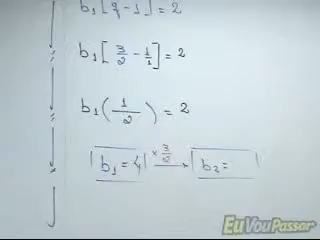 b₁[q-1]=2
b₁[3/2 - 1/1]=2
b₁(1/2)=2
b₁=4 ×3/2 → b₂=
EuVouPassar